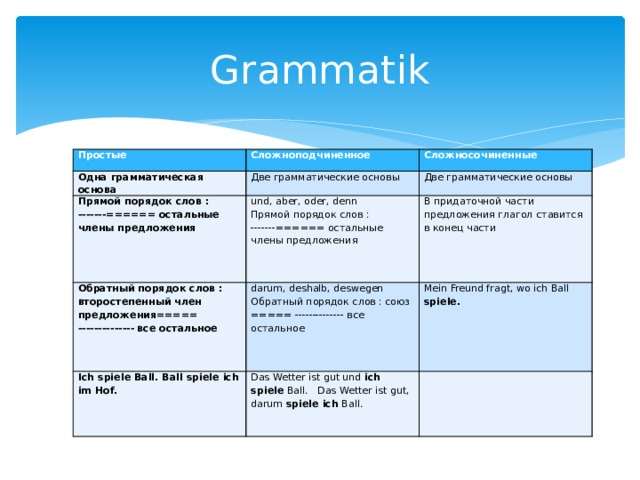 Grammatik
Простые
Сложноподчиненное
Сложносочиненные
Одна грамматическая
основа
Две грамматические основы
Две грамматические основы
Прямой порядок слов :
-------====== остальные
члены предложения
und, aber, oder, denn
Прямой порядок слов :
-------====== остальные
члены предложения
В придаточной части
предложения глагол ставится
в конец части
Обратный порядок слов :
второстепенный член
предложения=====
-------------- все остальное
darum, deshalb, deswegen
Обратный порядок слов : союз
===== -------------- все
остальное
Mein Freund fragt, wo ich Ball
spiele.
Ich spiele Ball. Ball spiele ich
im Hof.
Das Wetter ist gut und ich
spiele Ball. Das Wetter ist gut,
darum spiele ich Ball.